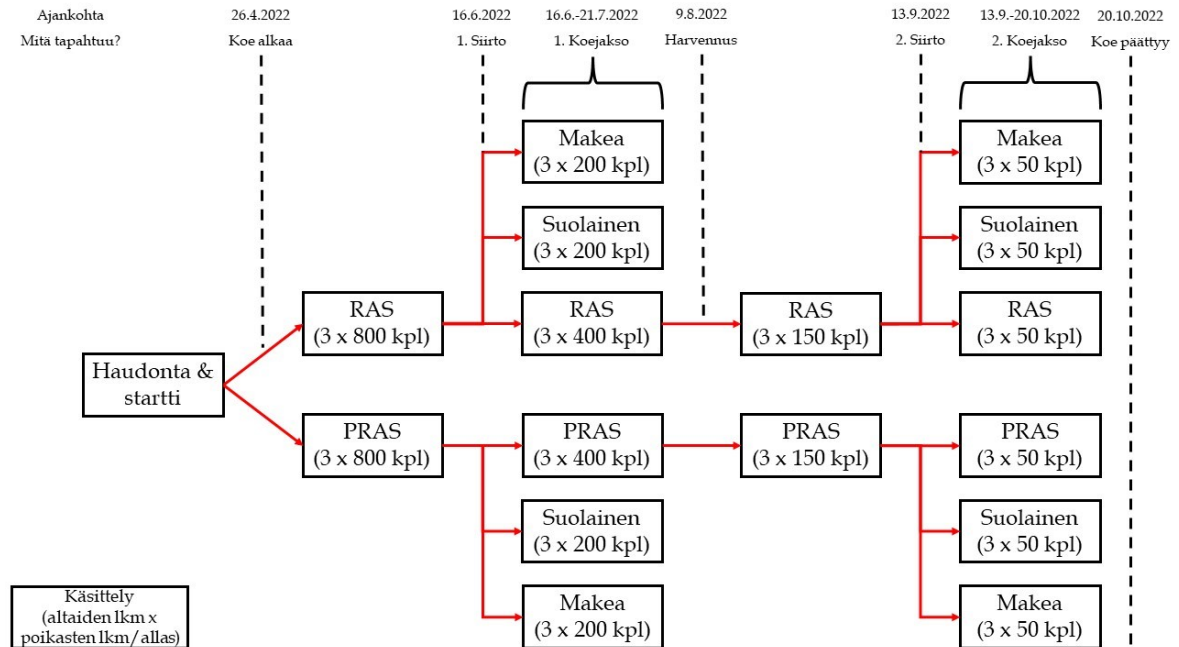 Ajankohta 26.4.2022 16.6.2022 16.6.-21.7.2022 9.8.2022 13.9.2022 13.9.-20.10.2022 20.10.2022
Mitä tapahtuu? Koe alkaa 1. Siirto 1. Koejakso Harvennus 2. Siirto 2. Koejakso Koe päättyy
Makea Makea
(3 x 200 kpl) (3 x 50 kpl)
Suolainen Suolainen
(3 x 200 kpl) (3 x 50 kpl)
RAS RAS RAS RAS
(3 x 800 kpl) (3 x 400 kpl) (3 x 150 kpl) (3 x 50 kpl)
Haudonta &
startti
PRAS PRAS PRAS PRAS
(3 x 800 kpl) (3 x 400 kpl) (3 x 150 kpl) (3 x 50 kpl)
Suolainen Suolainen
(3 x 200 kpl) (3 x 50 kpl)
Makea Makea
(3 x 200 kpl) (3 x 50 kpl)
Käsittely
(altaiden lkm x
poikasten lkm/allas)